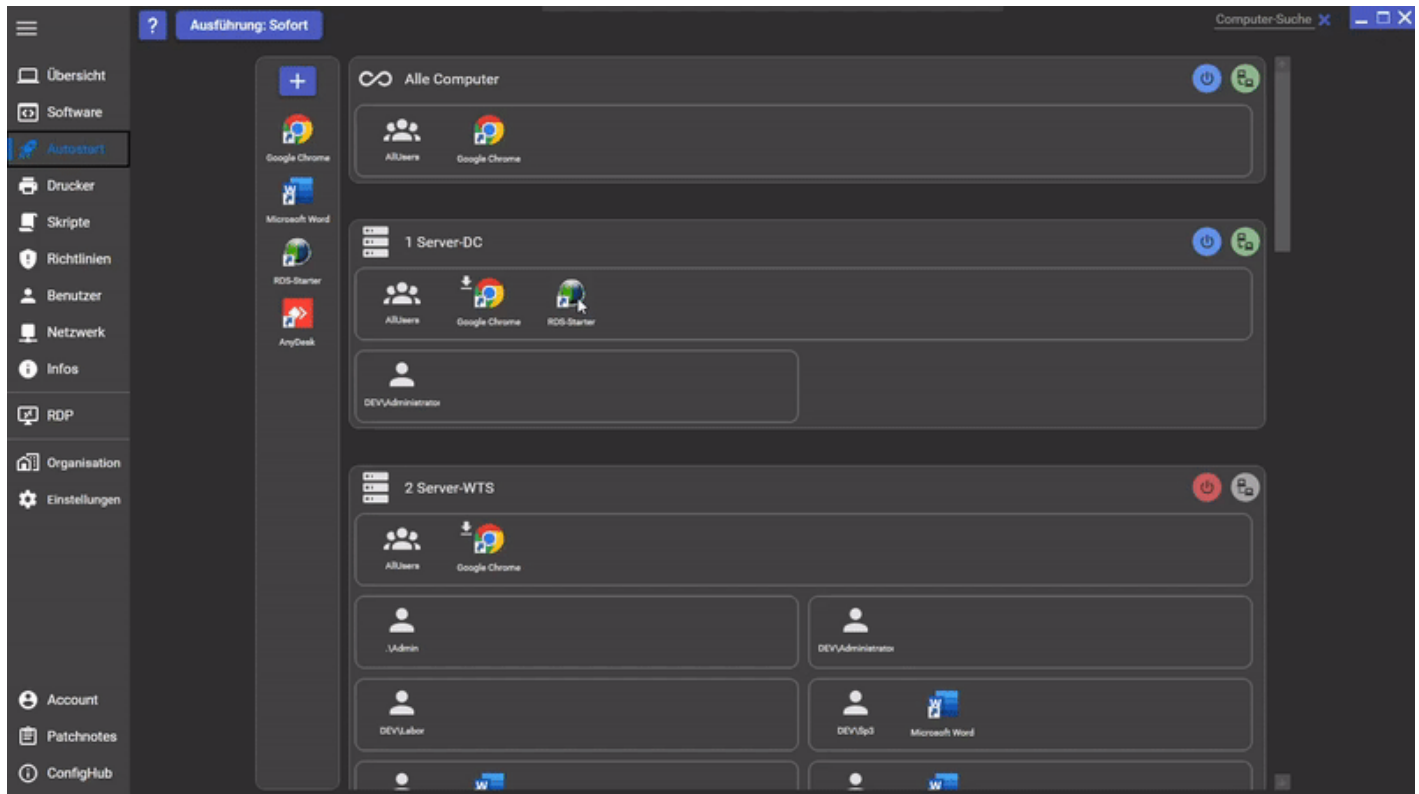 ? Ausführung: Sofort
Computer-Suche
Übersicht
Software
Autostart
Drucker
Skripte
Richtlinien
Benutzer
Netzwerk
Infos
RDP
Organisation
Einstellungen
Account
Patchnotes
ConfigHub
+
Google Chrome
Microsoft Word
RDS-Starter
AnyDesk
Alle Computer
AllUsers
Google Chrome
1 Server-DC
AllUsers
Google Chrome
RDS-Starter
DEV\Administrator
2 Server-WTS
AllUsers
Google Chrome
.\Admin
DEV\Administrator
DEV\Labor
DEV\Sp3
Microsoft Word